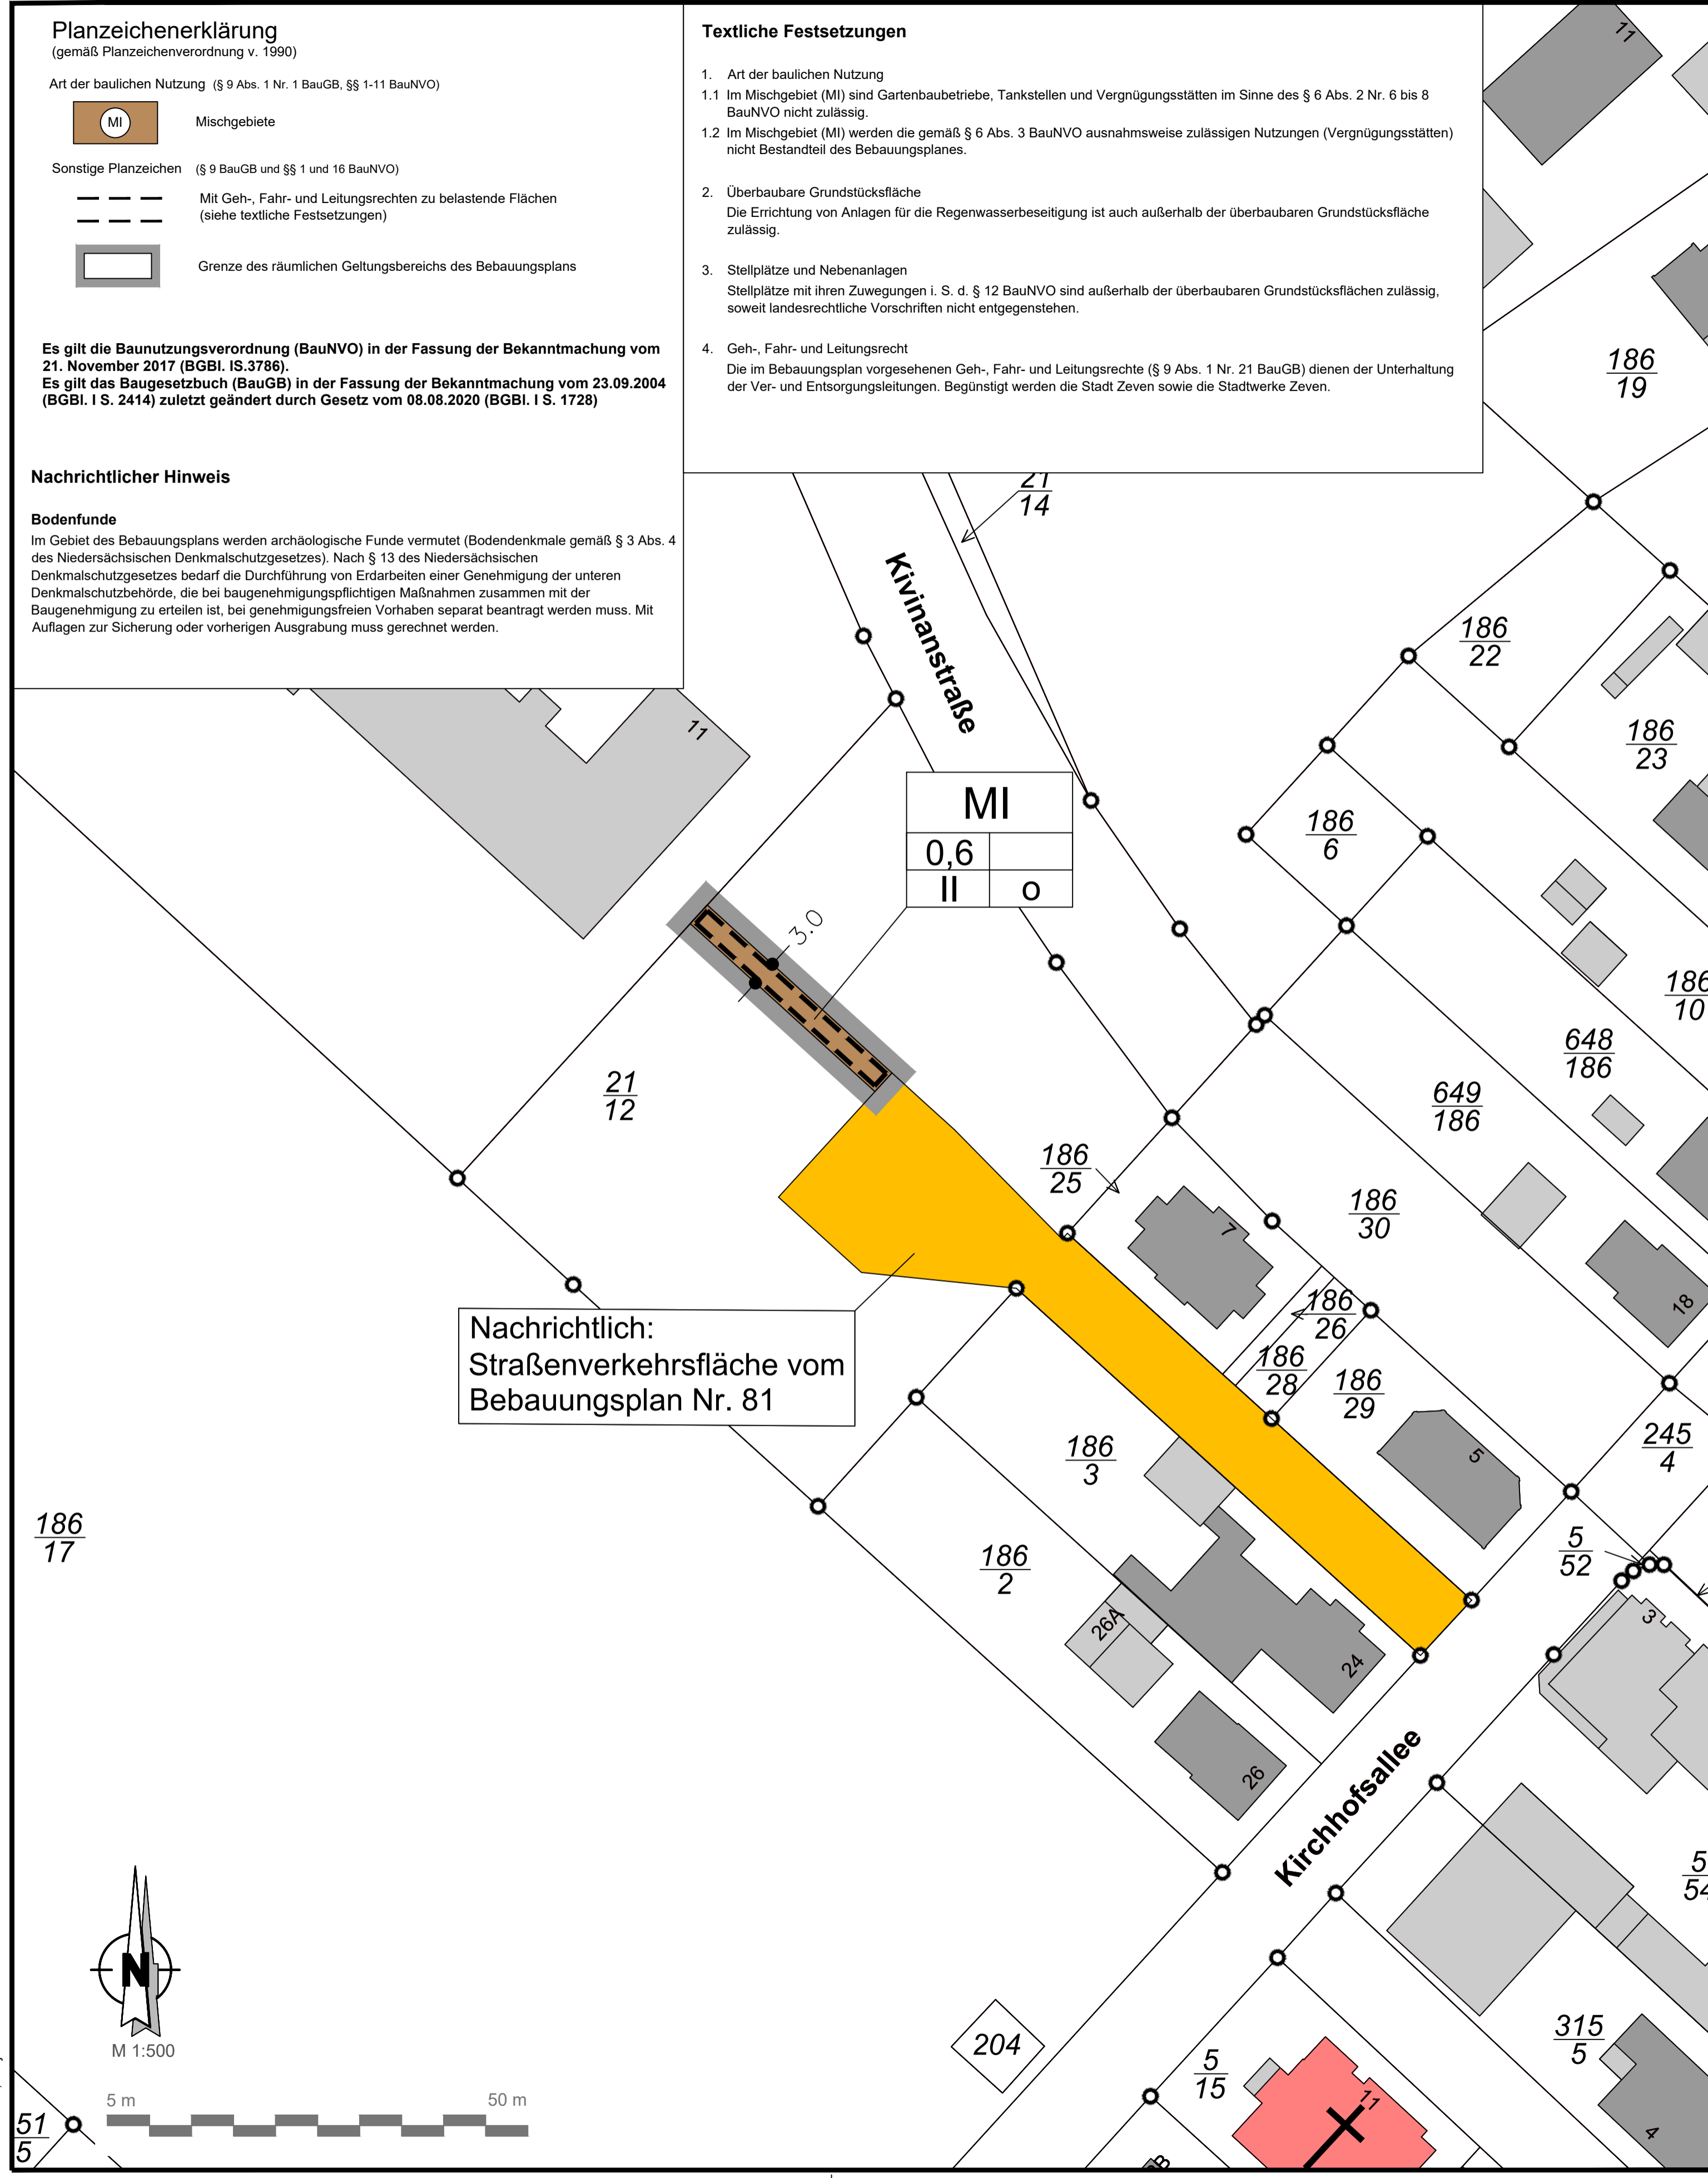 Planzeichenerklärung
(gemäß Planzeichenverordnung v. 1990)
Art der baulichen Nutzung (§ 9 Abs. 1 Nr. 1 BauGB, §§ 1-11 BauNVO)
MI
Mischgebiete
Sonstige Planzeichen (§ 9 BauGB und §§ 1 und 16 BauNVO)
Mit Geh-, Fahr- und Leitungsrechten zu belastende Flächen
(siehe textliche Festsetzungen)
Grenze des räumlichen Geltungsbereichs des Bebauungsplans
Es gilt die Baunutzungsverordnung (BauNVO) in der Fassung der Bekanntmachung vom
21. November 2017 (BGBl. IS.3786).
Es gilt das Baugesetzbuch (BauGB) in der Fassung der Bekanntmachung vom 23.09.2004
(BGBl. I S. 2414) zuletzt geändert durch Gesetz vom 08.08.2020 (BGBl. I S. 1728)
Nachrichtlicher Hinweis
Bodenfunde
Im Gebiet des Bebauungsplans werden archäologische Funde vermutet (Bodendenkmale gemäß § 3 Abs. 4
des Niedersächsischen Denkmalschutzgesetzes). Nach § 13 des Niedersächsischen
Denkmalschutzgesetzes bedarf die Durchführung von Erdarbeiten einer Genehmigung der unteren
Denkmalschutzbehörde, die bei baugenehmigungspflichtigen Maßnahmen zusammen mit der
Baugenehmigung zu erteilen ist, bei genehmigungsfreien Vorhaben separat beantragt werden muss. Mit
Auflagen zur Sicherung oder vorherigen Ausgrabung muss gerechnet werden.
Textliche Festsetzungen
1. Art der baulichen Nutzung
1.1 Im Mischgebiet (MI) sind Gartenbaubetriebe, Tankstellen und Vergnügungsstätten im Sinne des § 6 Abs. 2 Nr. 6 bis 8
BauNVO nicht zulässig.
1.2 Im Mischgebiet (MI) werden die gemäß § 6 Abs. 3 BauNVO ausnahmsweise zulässigen Nutzungen (Vergnügungsstätten)
nicht Bestandteil des Bebauungsplanes.
2. Überbaubare Grundstücksfläche
Die Errichtung von Anlagen für die Regenwasserbeseitigung ist auch außerhalb der überbaubaren Grundstücksfläche
zulässig.
3. Stellplätze und Nebenanlagen
Stellplätze mit ihren Zuwegungen i. S. d. § 12 BauNVO sind außerhalb der überbaubaren Grundstücksflächen zulässig,
soweit landesrechtliche Vorschriften nicht entgegenstehen.
4. Geh-, Fahr- und Leitungsrecht
Die im Bebauungsplan vorgesehenen Geh-, Fahr- und Leitungsrechte (§ 9 Abs. 1 Nr. 21 BauGB) dienen der Unterhaltung
der Ver- und Entsorgungsleitungen. Begünstigt werden die Stadt Zeven sowie die Stadtwerke Zeven.
11
186
19
21
14
Kivinanstraße
186
22
186
23
11
MI
0,6
II o
186
6
3.0
186
10
648
186
649
186
21
12
186
25
186
30
7
18
186
26
186
28
186
29
Nachrichtlich:
Straßenverkehrsfläche vom
Bebauungsplan Nr. 81
5
245
4
186
3
186
17
186
2
5
52
3
26A
24
26
Kirchhofsallee
5
54
N
M 1:500
5 m 50 m
204
5
15
315
5
11
4
51
5
B